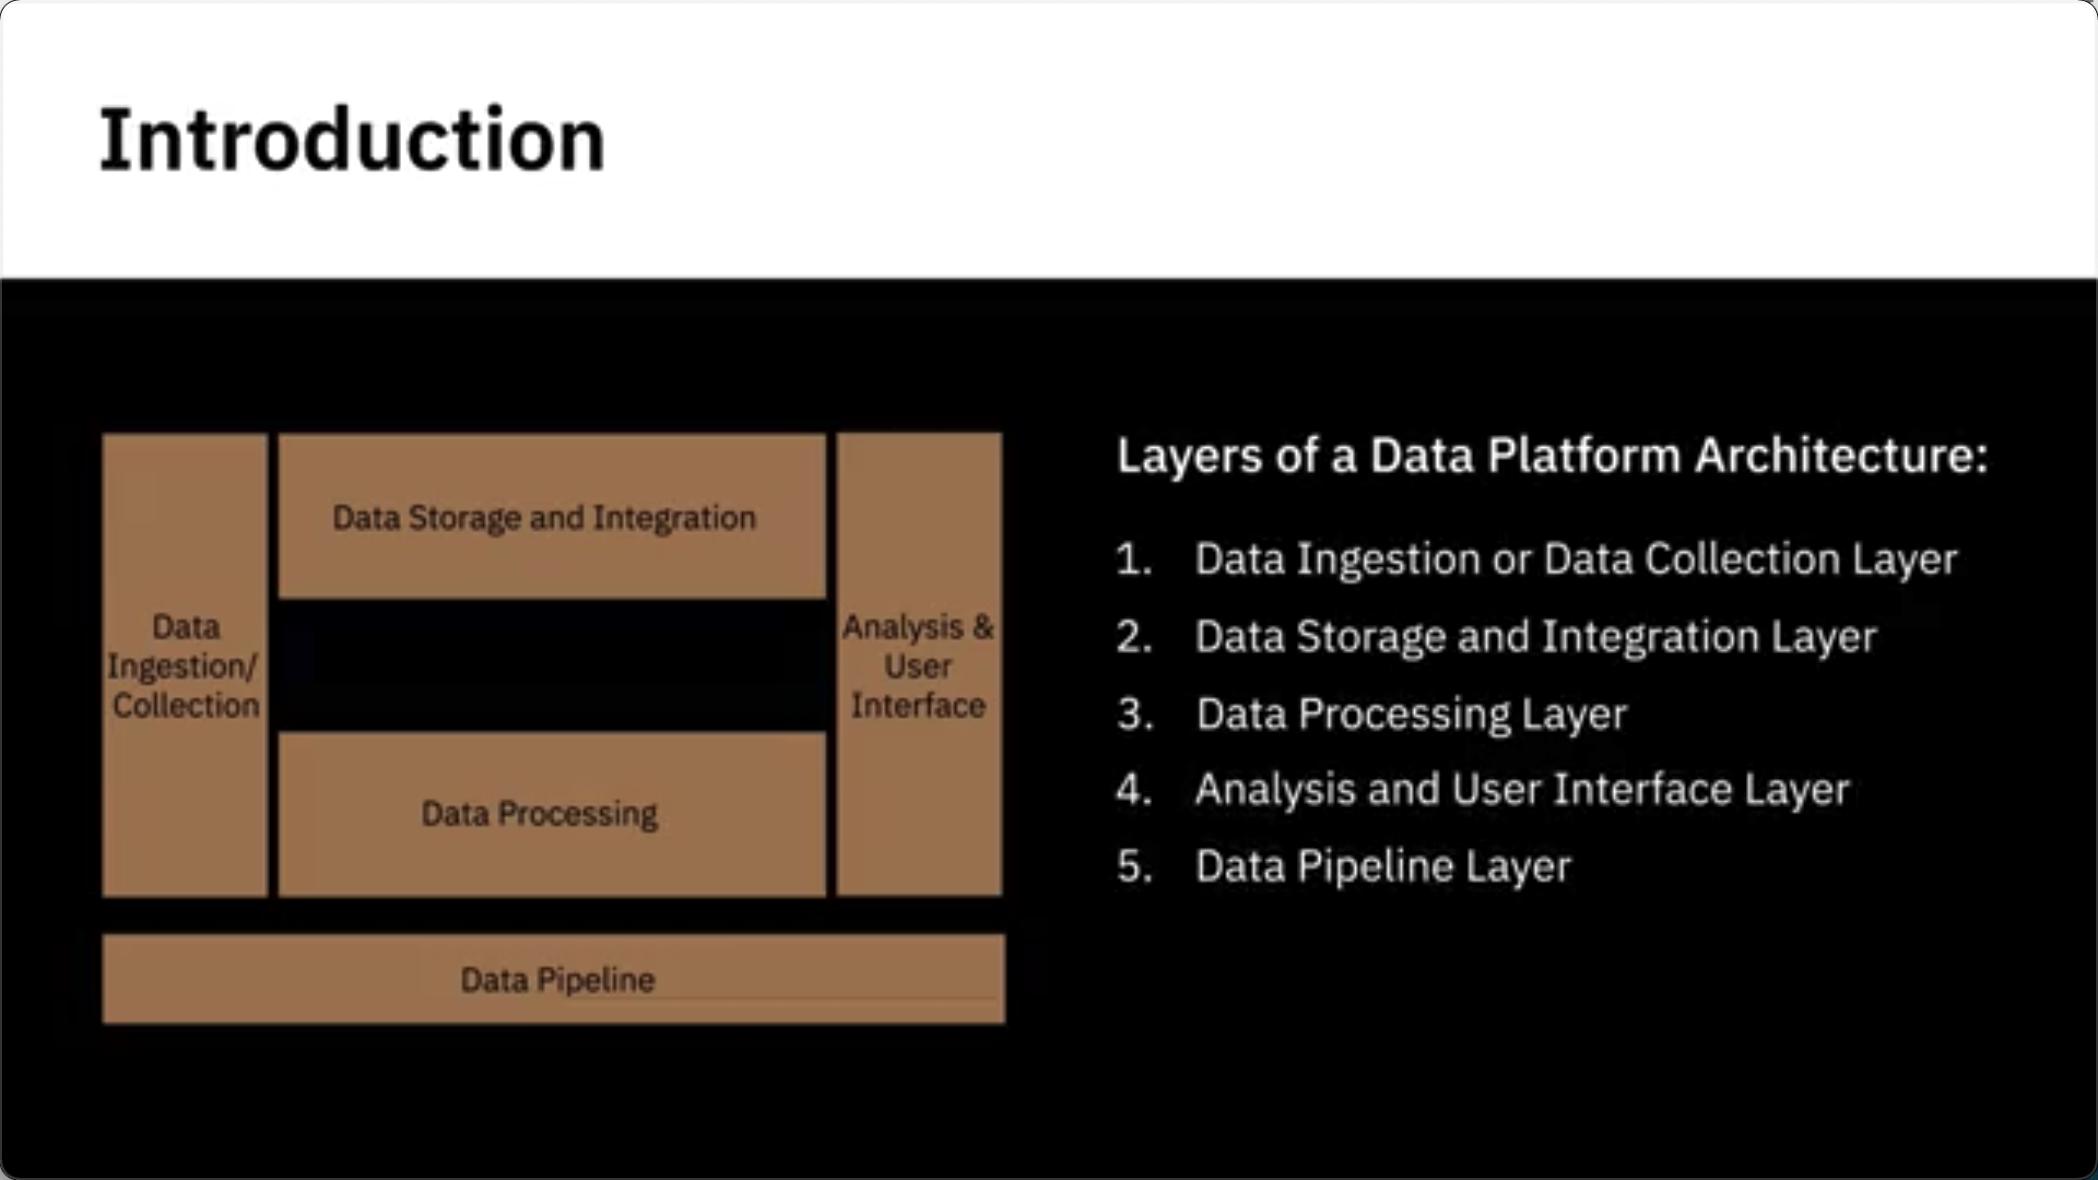 Introduction
Data
Ingestion/
Collection
Data Storage and Integration
Data Processing
Analysis &
User
Interface
Data Pipeline
Layers of a Data Platform Architecture:
1. Data Ingestion or Data Collection Layer
2. Data Storage and Integration Layer
3. Data Processing Layer
4. Analysis and User Interface Layer
5. Data Pipeline Layer